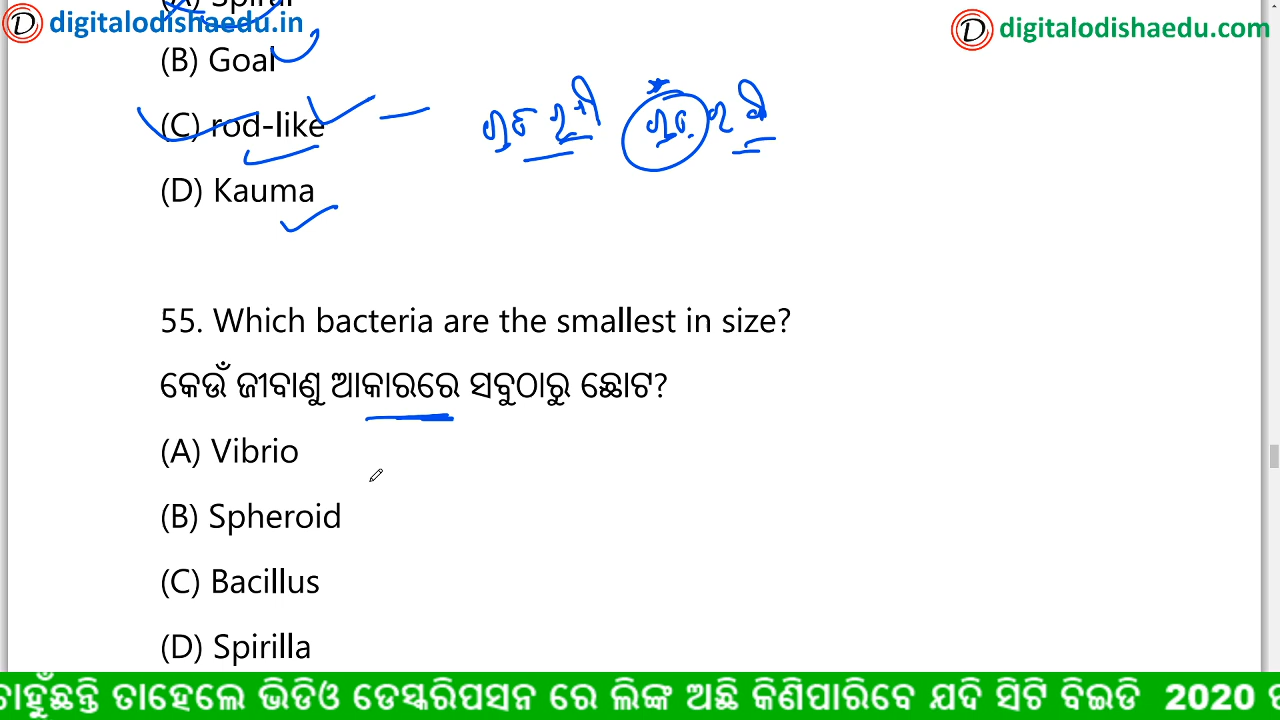 (A) Spiral
digitalodishaedu.in
digitalodishaedu.com
(B) Goal
(C) rod-like
(D) Kauma
55. Which bacteria are the smallest in size?
କେଉଁ ଜୀବାଣୁ ଆକାରରେ ସବୁଠାରୁ ଛୋଟ?
(A) Vibrio
(B) Spheroid
(C) Bacillus
(D) Spirilla
ଚାହୁଁଛନ୍ତି ତାହେଲେ ଭିଡିଓ ଡେସ୍କରିପସନ ରେ ଲିଙ୍କ ଅଛି କିଣିପାରିବେ ଯଦି ସିଟି ବିଇଡି 2020